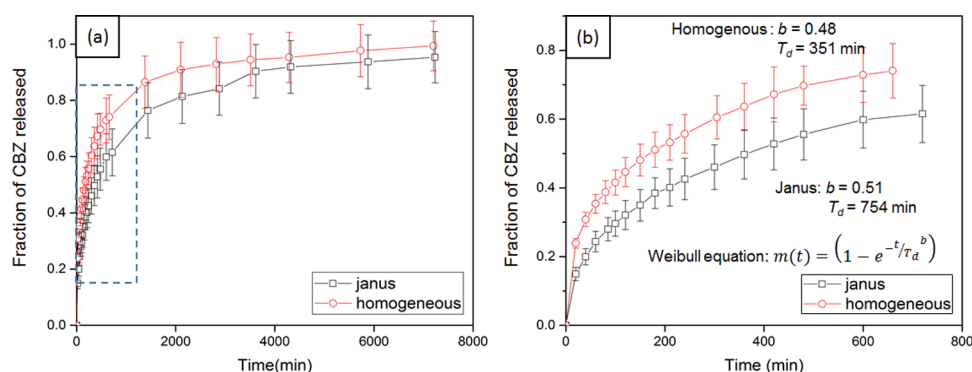 (a)
Fraction of CBZ released
1.0
0.8
0.6
0.4
0.2
0.0
0
2000
4000
6000
8000
Time(min)
janus
homogeneous
(b)
Fraction of CBZ released
0.8
0.6
0.4
0.2
0.0
0
200
400
600
800
Time (min)
Homogenous: b = 0.48
T_d = 351 min
Janus: b = 0.51
T_d = 754 min
Weibull equation: m(t) = (1 − e^{−t/T_d})^b
janus
homogeneous